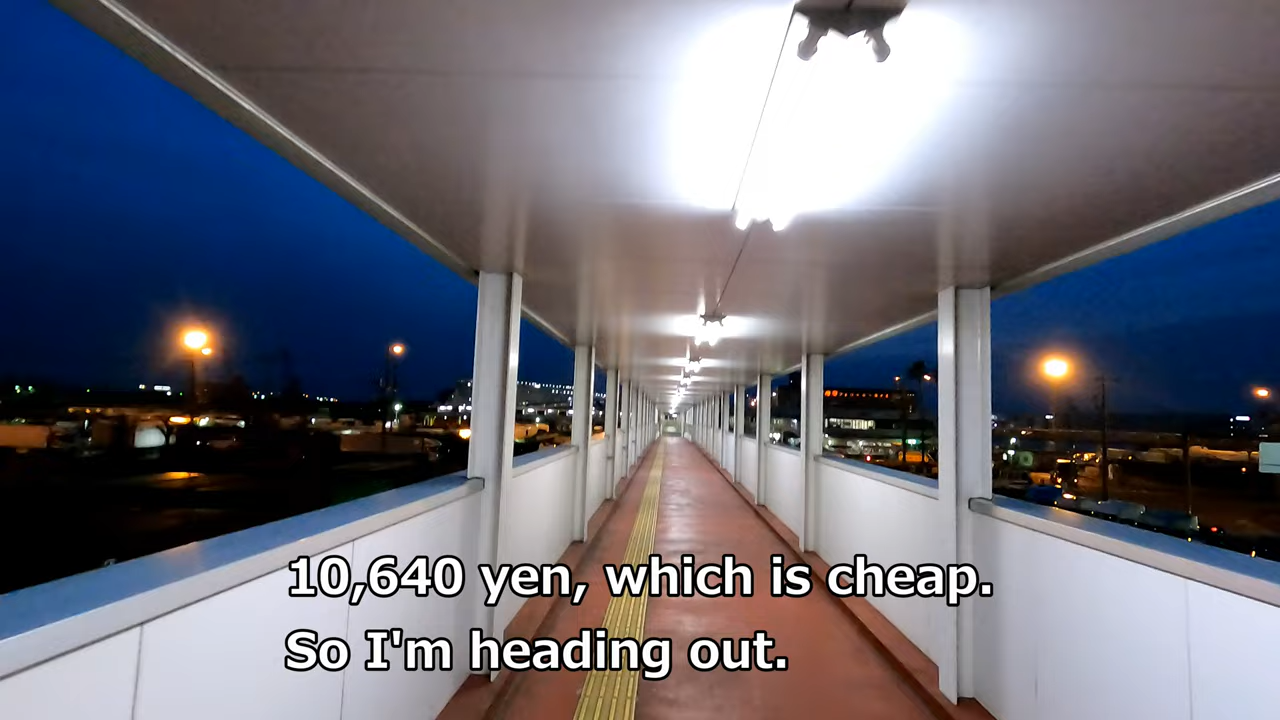 10,640 yen, which is cheap.
So I'm heading out.